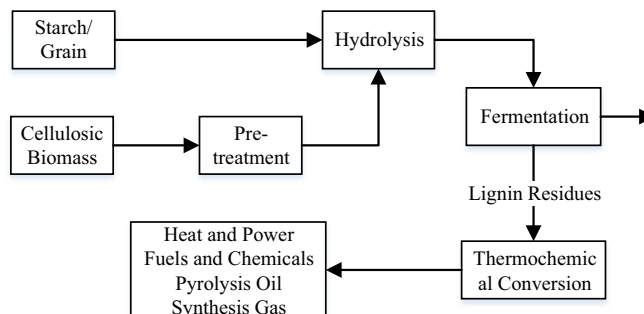 Starch/
Grain
Hydrolysis
Cellulosic
Biomass
Pre-
treatment
Fermentation
Lignin Residues
Heat and Power
Fuels and Chemicals
Pyrolysis Oil
Synthesis Gas
Thermochemic
al Conversion